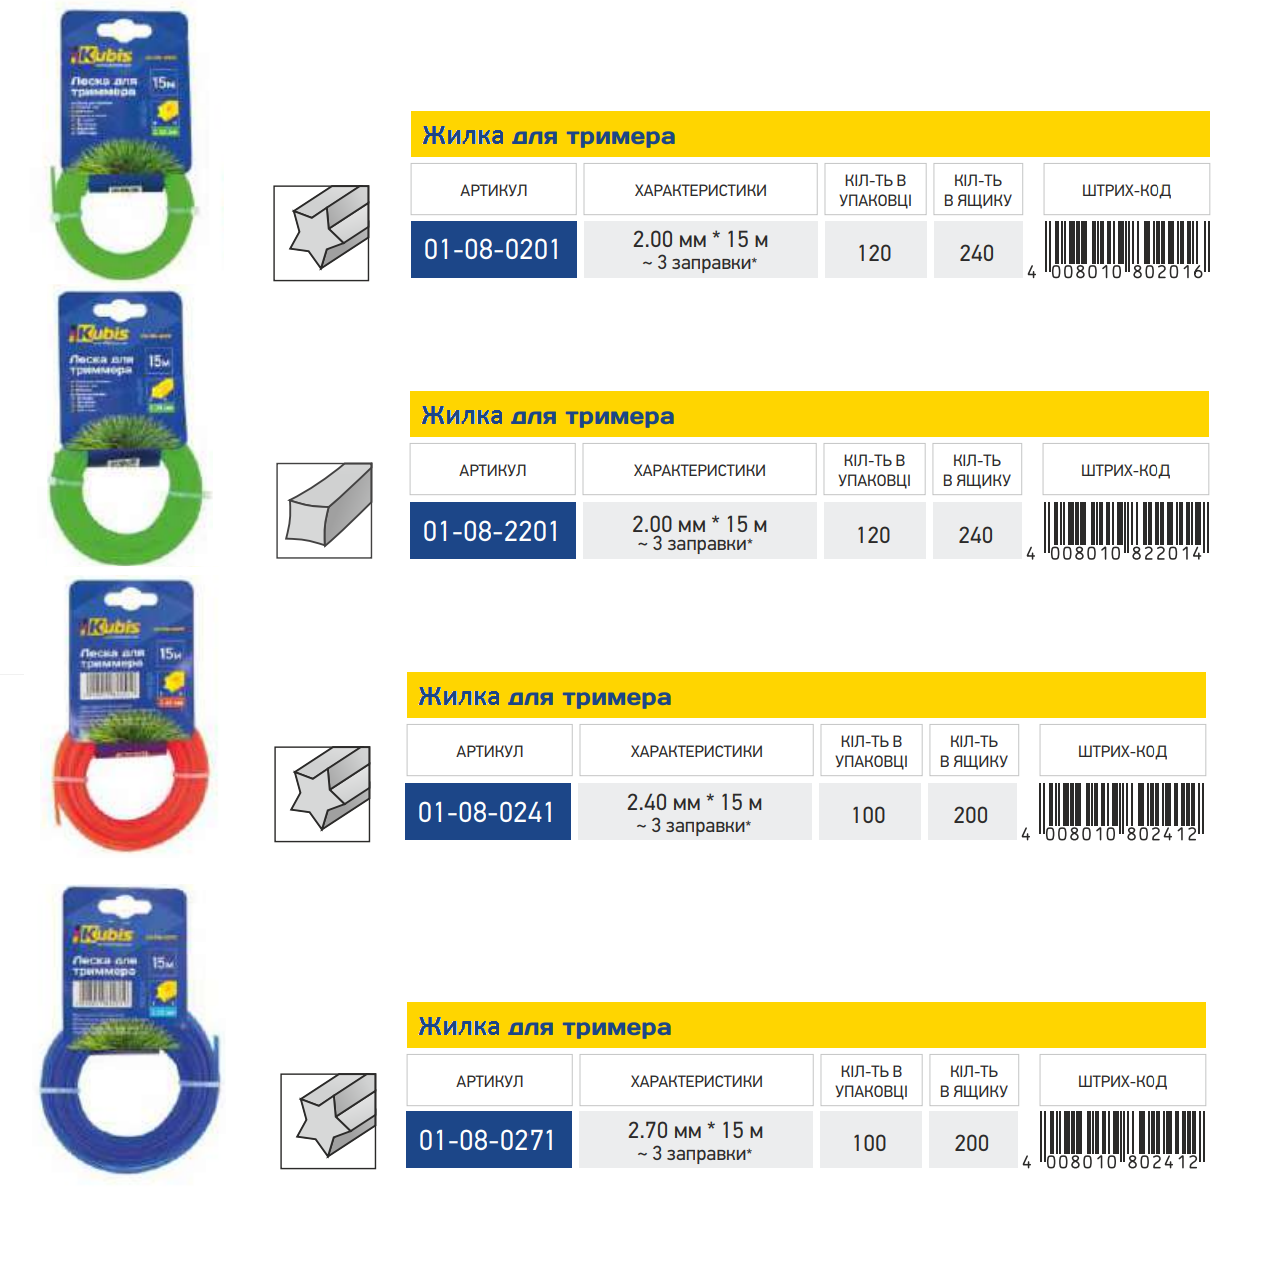 Kubis
Леска для
триммера
15м
Жилка для тримера
АРТИКУЛ
ХАРАКТЕРИСТИКИ
КІЛ-ТЬ В
УПАКОВЦІ
КІЛ-ТЬ
В ЯЩИКУ
ШТРИХ-КОД
01-08-0201
2.00 мм * 15 м
~ 3 заправки*
120
240
4 008010 802016
Kubis
Леска для
триммера
15м
Жилка для тримера
АРТИКУЛ
ХАРАКТЕРИСТИКИ
КІЛ-ТЬ В
УПАКОВЦІ
КІЛ-ТЬ
В ЯЩИКУ
ШТРИХ-КОД
01-08-2201
2.00 мм * 15 м
~ 3 заправки*
120
240
4 008010 822014
Kubis
Леска для
триммера
15м
Жилка для тримера
АРТИКУЛ
ХАРАКТЕРИСТИКИ
КІЛ-ТЬ В
УПАКОВЦІ
КІЛ-ТЬ
В ЯЩИКУ
ШТРИХ-КОД
01-08-0241
2.40 мм * 15 м
~ 3 заправки*
100
200
4 008010 802412
Kubis
Леска для
триммера
15м
Жилка для тримера
АРТИКУЛ
ХАРАКТЕРИСТИКИ
КІЛ-ТЬ В
УПАКОВЦІ
КІЛ-ТЬ
В ЯЩИКУ
ШТРИХ-КОД
01-08-0271
2.70 мм * 15 м
~ 3 заправки*
100
200
4 008010 802412